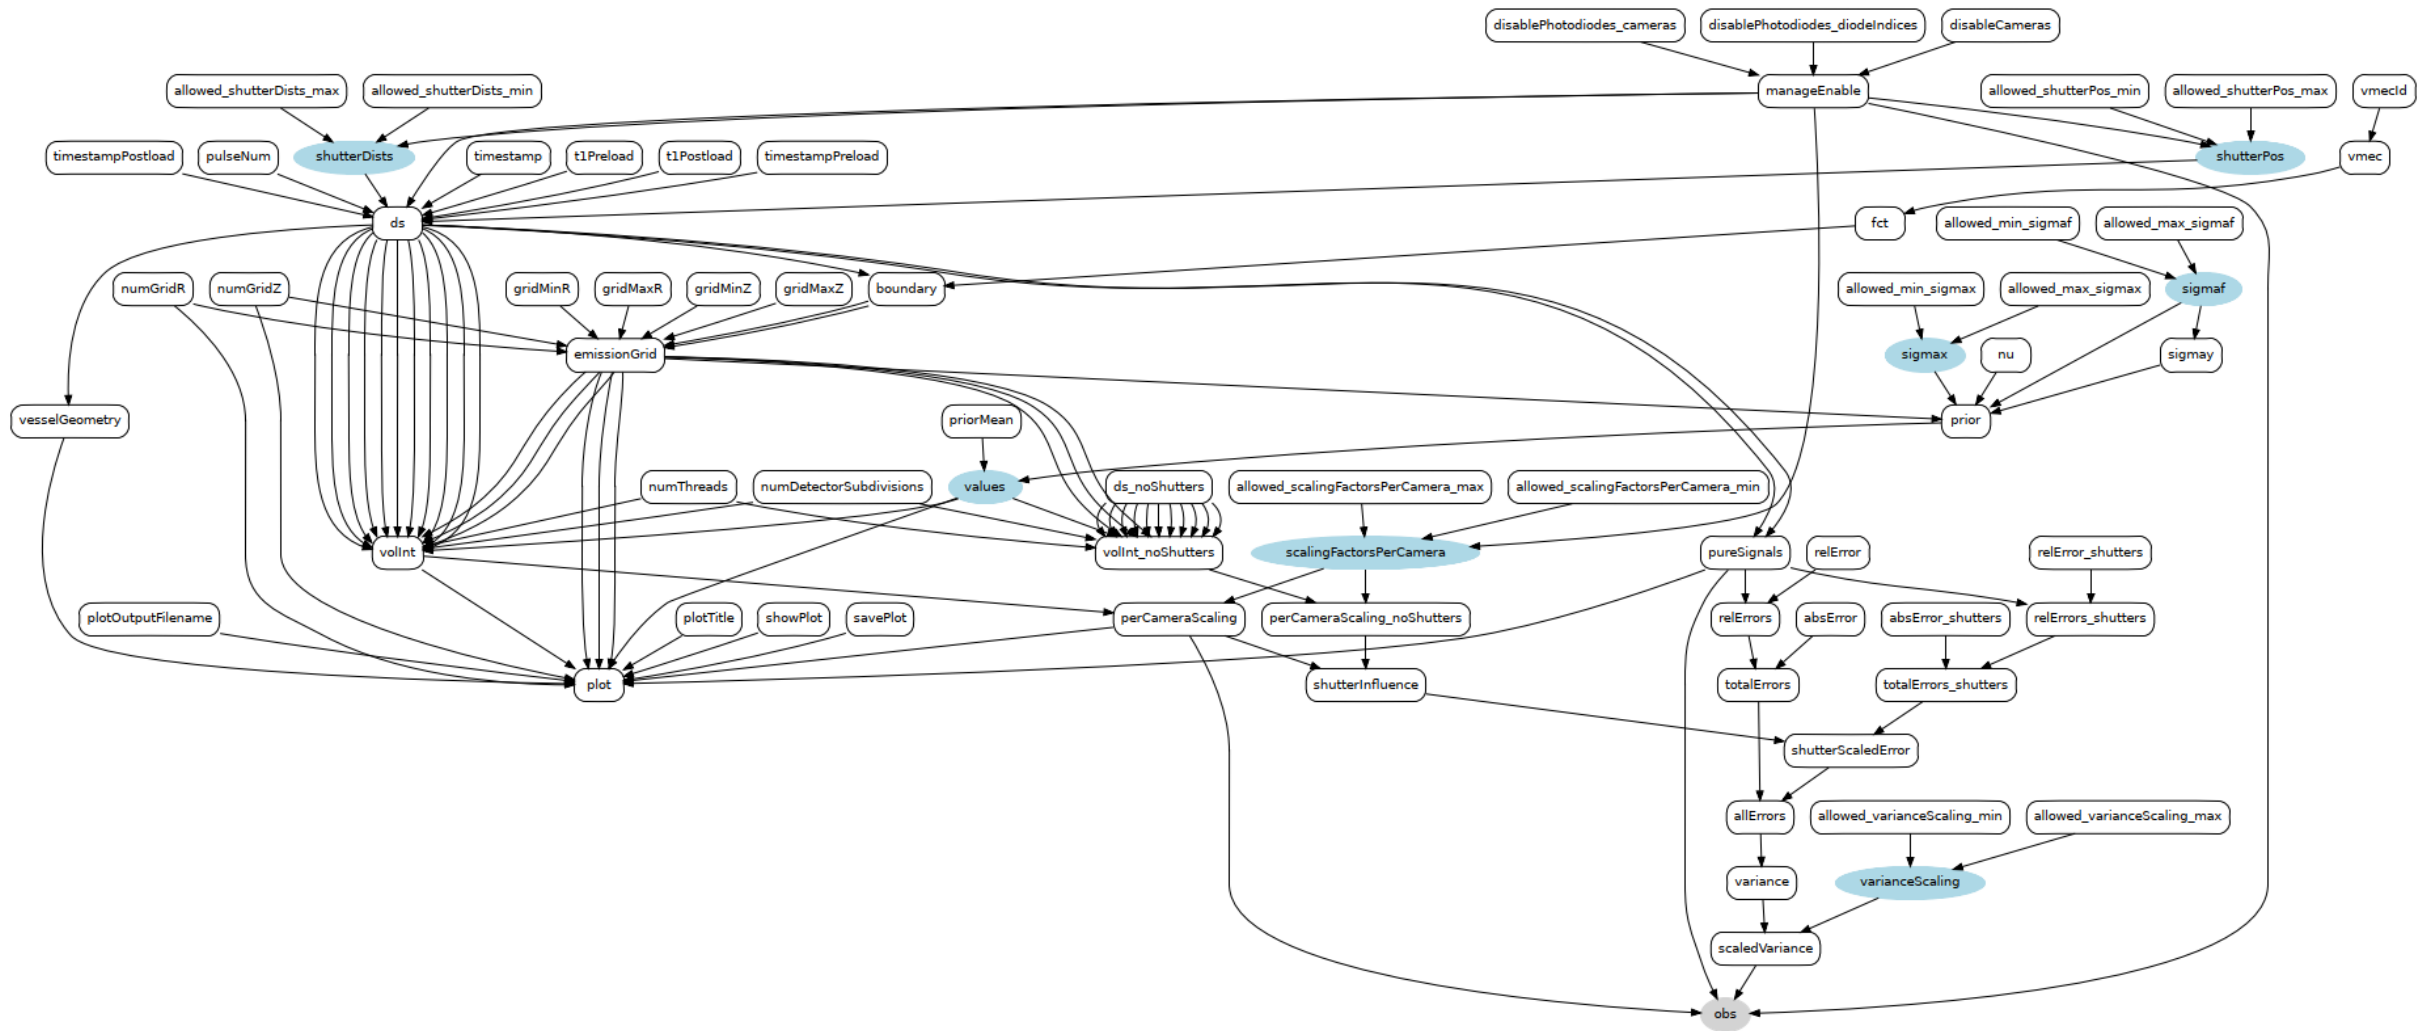 disablePhotodiodes_cameras
disablePhotodiodes_diodeIndices
disableCameras
allowed_shutterDists_max
allowed_shutterDists_min
manageEnable
allowed_shutterPos_min
allowed_shutterPos_max
vmecId
timestampPostload
pulseNum
shutterDists
timestamp
t1Preload
t1Postload
timestampPreload
shutterPos
vmec
ds
fct
allowed_min_sigmaf
allowed_max_sigmaf
numGridR
numGridZ
gridMinR
gridMaxR
gridMinZ
gridMaxZ
boundary
allowed_min_sigmax
allowed_max_sigmax
sigmaf
emissionGrid
sigmax
nu
sigmay
vesselGeometry
priorMean
prior
numThreads
numDetectorSubdivisions
values
ds_noShutters
allowed_scalingFactorsPerCamera_max
allowed_scalingFactorsPerCamera_min
volInt
volInt_noShutters
scalingFactorsPerCamera
pureSignals
relError
relError_shutters
plotOutputFilename
plotTitle
showPlot
savePlot
perCameraScaling
perCameraScaling_noShutters
relErrors
absError
absError_shutters
relErrors_shutters
plot
shutterInfluence
totalErrors
totalErrors_shutters
shutterScaledError
allErrors
allowed_varianceScaling_min
allowed_varianceScaling_max
variance
varianceScaling
scaledVariance
obs